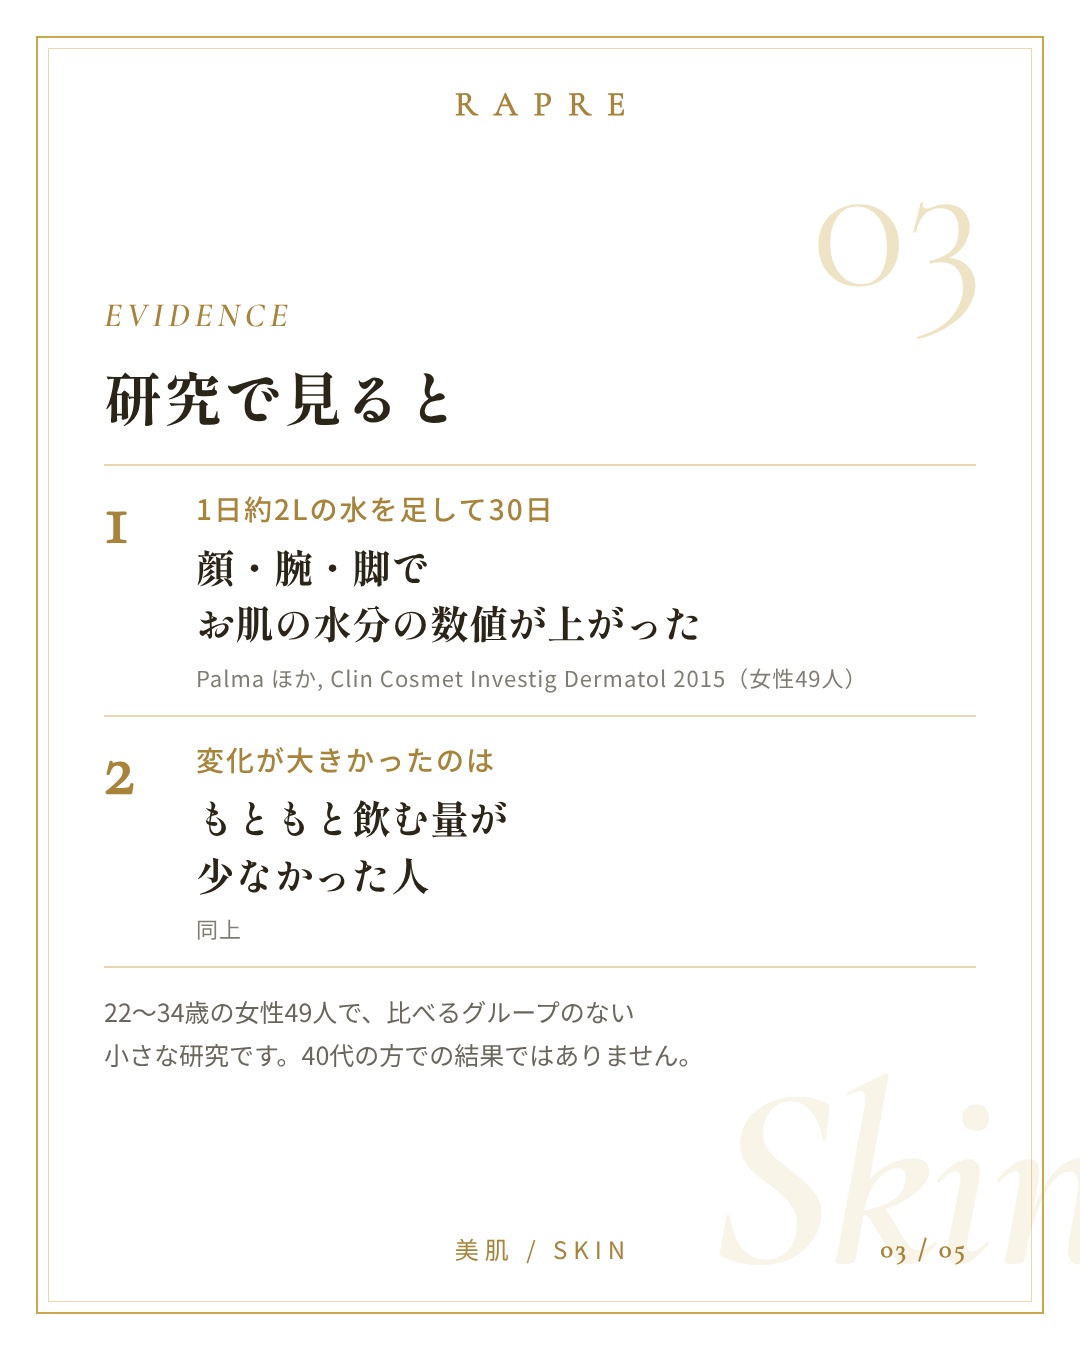 RAPRE
03
EVIDENCE
研究で見ると
1
1日約2Lの水を足して30日
顔・腕・脚で
お肌の水分の数値が上がった
Palma ほか, Clin Cosmet Investig Dermatol 2015（女性49人）
2
変化が大きかったのは
もともと飲む量が
少なかった人
同上
22〜34歳の女性49人で、比べるグループのない
小さな研究です。40代の方での結果ではありません。
Skin
美肌 / SKIN
03 / 05